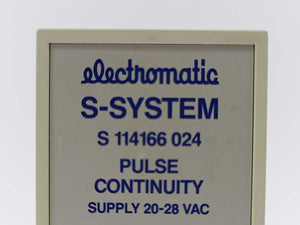 electromatic
S-SYSTEM
S 114166 024
PULSE
CONTINUITY
SUPPLY 20-28 VAC